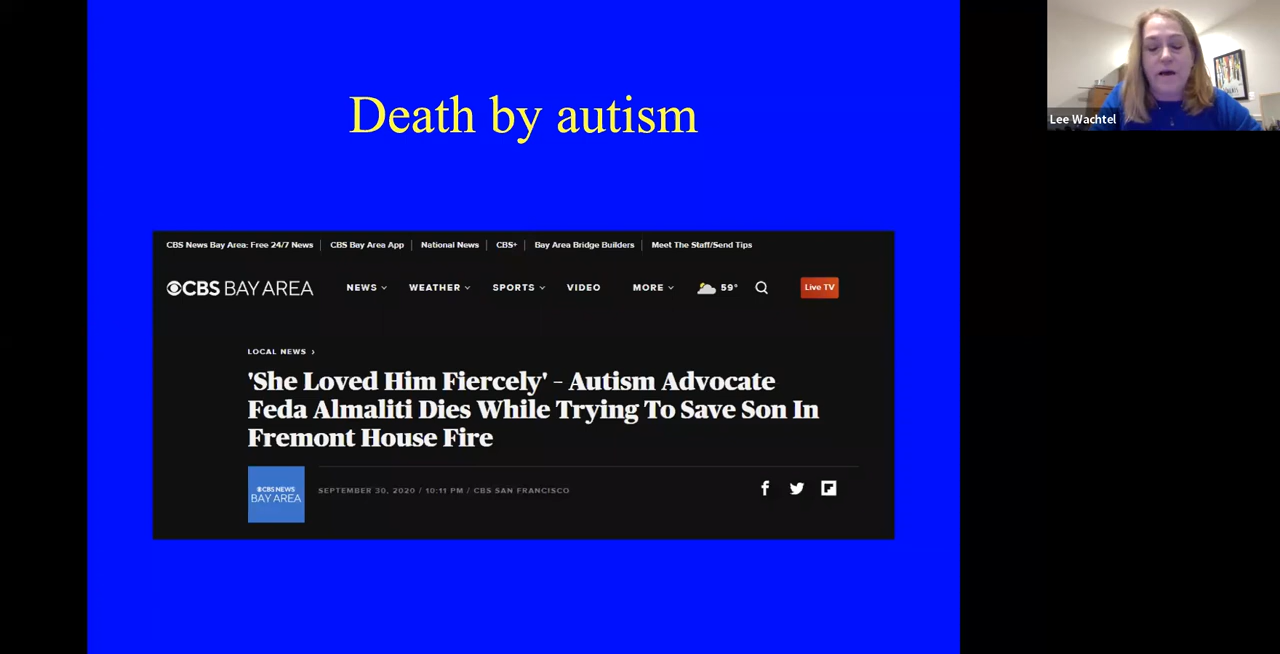 Death by autism
CBS News Bay Area: Free 24/7 News | CBS Bay Area App | National News | CBS+ | Bay Area Bridge Builders | Meet The Staff/Send Tips
CBS BAY AREA NEWS WEATHER SPORTS VIDEO MORE 59° Live TV
LOCAL NEWS ›
'She Loved Him Fiercely' – Autism Advocate
Feda Almaliti Dies While Trying To Save Son In
Fremont House Fire
CBS NEWS
BAY AREA
SEPTEMBER 30, 2020 / 10:11 PM / CBS SAN FRANCISCO
Lee Wachtel